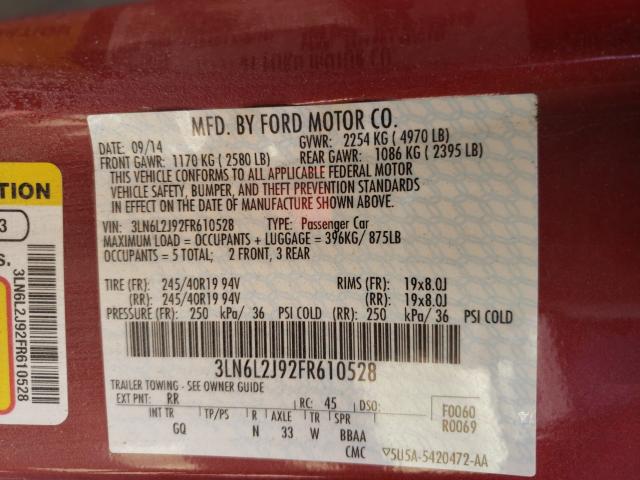 MFD. BY FORD MOTOR CO.
DATE: 09/14 GVWR: 2254 KG ( 4970 LB)
FRONT GAWR: 1170 KG ( 2580 LB) REAR GAWR: 1086 KG ( 2395 LB)
THIS VEHICLE CONFORMS TO ALL APPLICABLE FEDERAL MOTOR
VEHICLE SAFETY, BUMPER, AND THEFT PREVENTION STANDARDS
IN EFFECT ON THE DATE OF MANUFACTURE SHOWN ABOVE.
VIN: 3LN6L2J92FR610528 TYPE: Passenger Car
MAXIMUM LOAD = OCCUPANTS + LUGGAGE = 396KG/ 875LB
OCCUPANTS = 5 TOTAL; 2 FRONT, 3 REAR
TIRE (FR): 245/40R19 94V RIMS (FR): 19x8.0J
(RR): 245/40R19 94V (RR): 19x8.0J
PRESSURE (FR): 250 kPa/ 36 PSI COLD (RR): 250 kPa/ 36 PSI COLD
3LN6L2J92FR610528
TRAILER TOWING - SEE OWNER GUIDE
EXT PNT: RR RC: 45 DSO: F0060
R0069
INT TR TP/PS R AXLE TR SPR
GQ N 33 W BBAA
CMC 5U5A-5420472-AA
TION
3
S.
3LN6L2J92FR610528